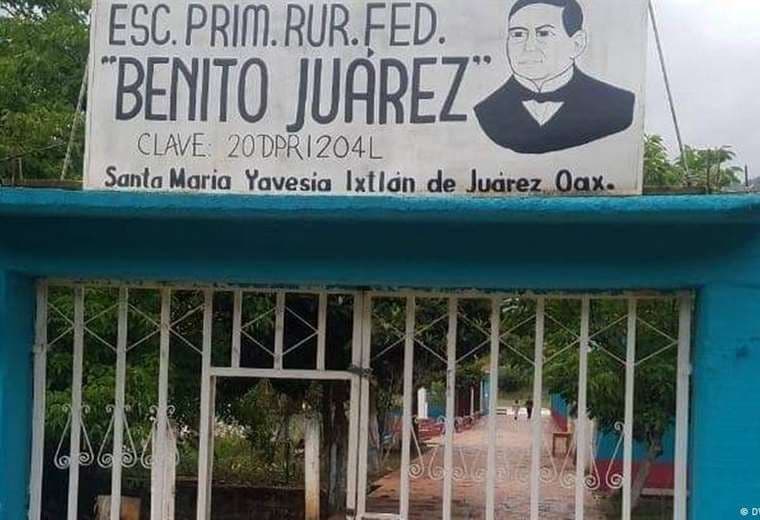 ESC. PRIM. RUR. FED.
"BENITO JUÁREZ"
CLAVE: 20DPR1204L
Santa Maria Yavesia Ixtlán de Juárez Oax.